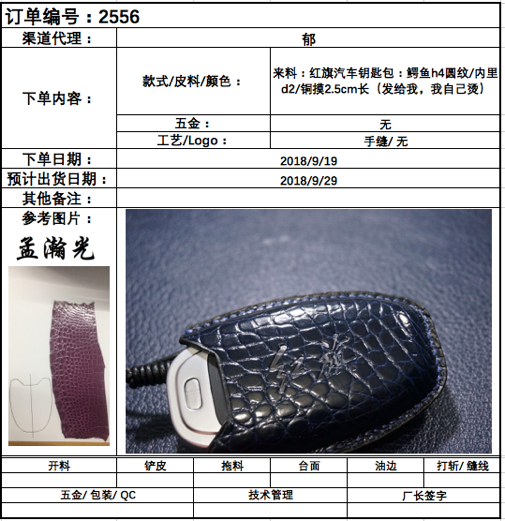 订单编号：2556
渠道代理： 郁
下单内容： 款式/皮料/颜色： 来料：红旗汽车钥匙包：鳄鱼h4圆纹/内里
d2/铜摸2.5cm长（发给我，我自己烫）
五金： 无
工艺/Logo： 手缝/ 无
下单日期： 2018/9/19
预计出货日期： 2018/9/29
其他备注：
参考图片：
孟瀚光
红旗
开料 铲皮 拖料 台面 油边 打斩/ 缝线
五金/ 包装/ QC 技术管理 厂长签字